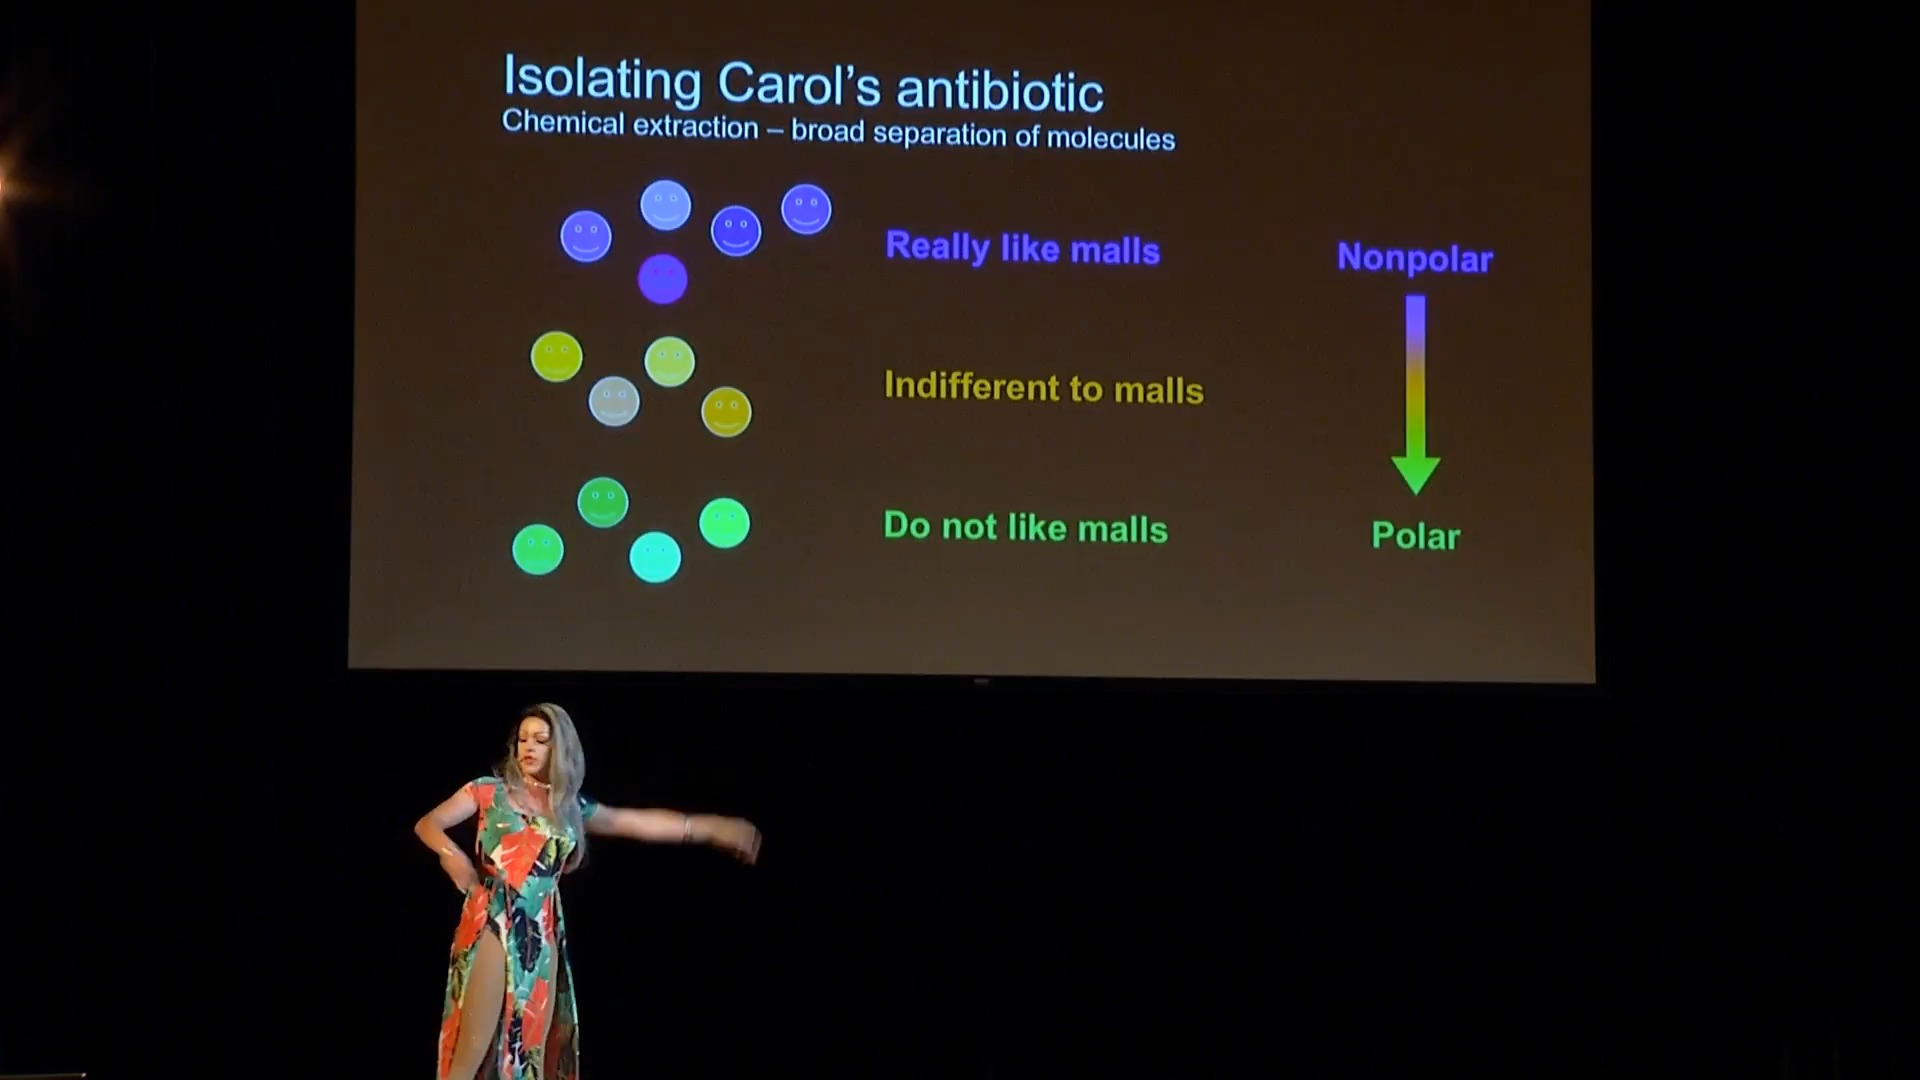 Isolating Carol’s antibiotic
Chemical extraction – broad separation of molecules
Really like malls
Nonpolar
Indifferent to malls
Do not like malls
Polar